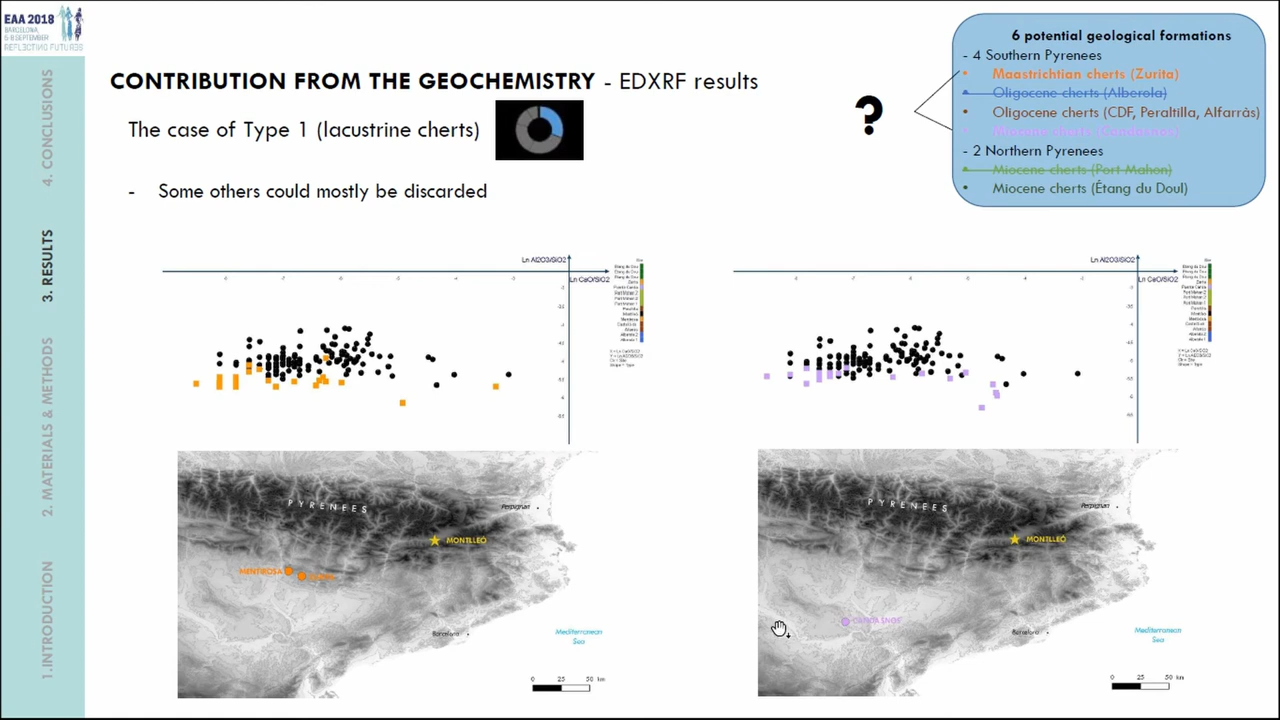 EAA 2018
BARCELONA
5-8 SEPTEMBER
REFLECTING FUTURES
4. CONCLUSIONS
3. RESULTS
2. MATERIALS & METHODS
1.INTRODUCTION
CONTRIBUTION FROM THE GEOCHEMISTRY - EDXRF results
The case of Type 1 (lacustrine cherts)
- Some others could mostly be discarded
?
6 potential geological formations
- 4 Southern Pyrenees
• Maastrichtian cherts (Zurita)
• Oligocene cherts (Alberola)
• Oligocene cherts (CDF, Peraltilla, Alfarràs)
• Miocene cherts
- 2 Northern Pyrenees
• Miocene cherts (Port Mahon)
• Miocene cherts (Étang du Doul)
Ln Al2O3/SiO2
Ln CaO/SiO2
Ln Al2O3/SiO2
Ln CaO/SiO2
PYRENEES
Perpignan
MONTLLEÓ
MENTIROSA
Barcelona
Mediterranean
Sea
0 25 50 km
PYRENEES
Perpignan
MONTLLEÓ
Barcelona
Mediterranean
Sea
0 25 50 km